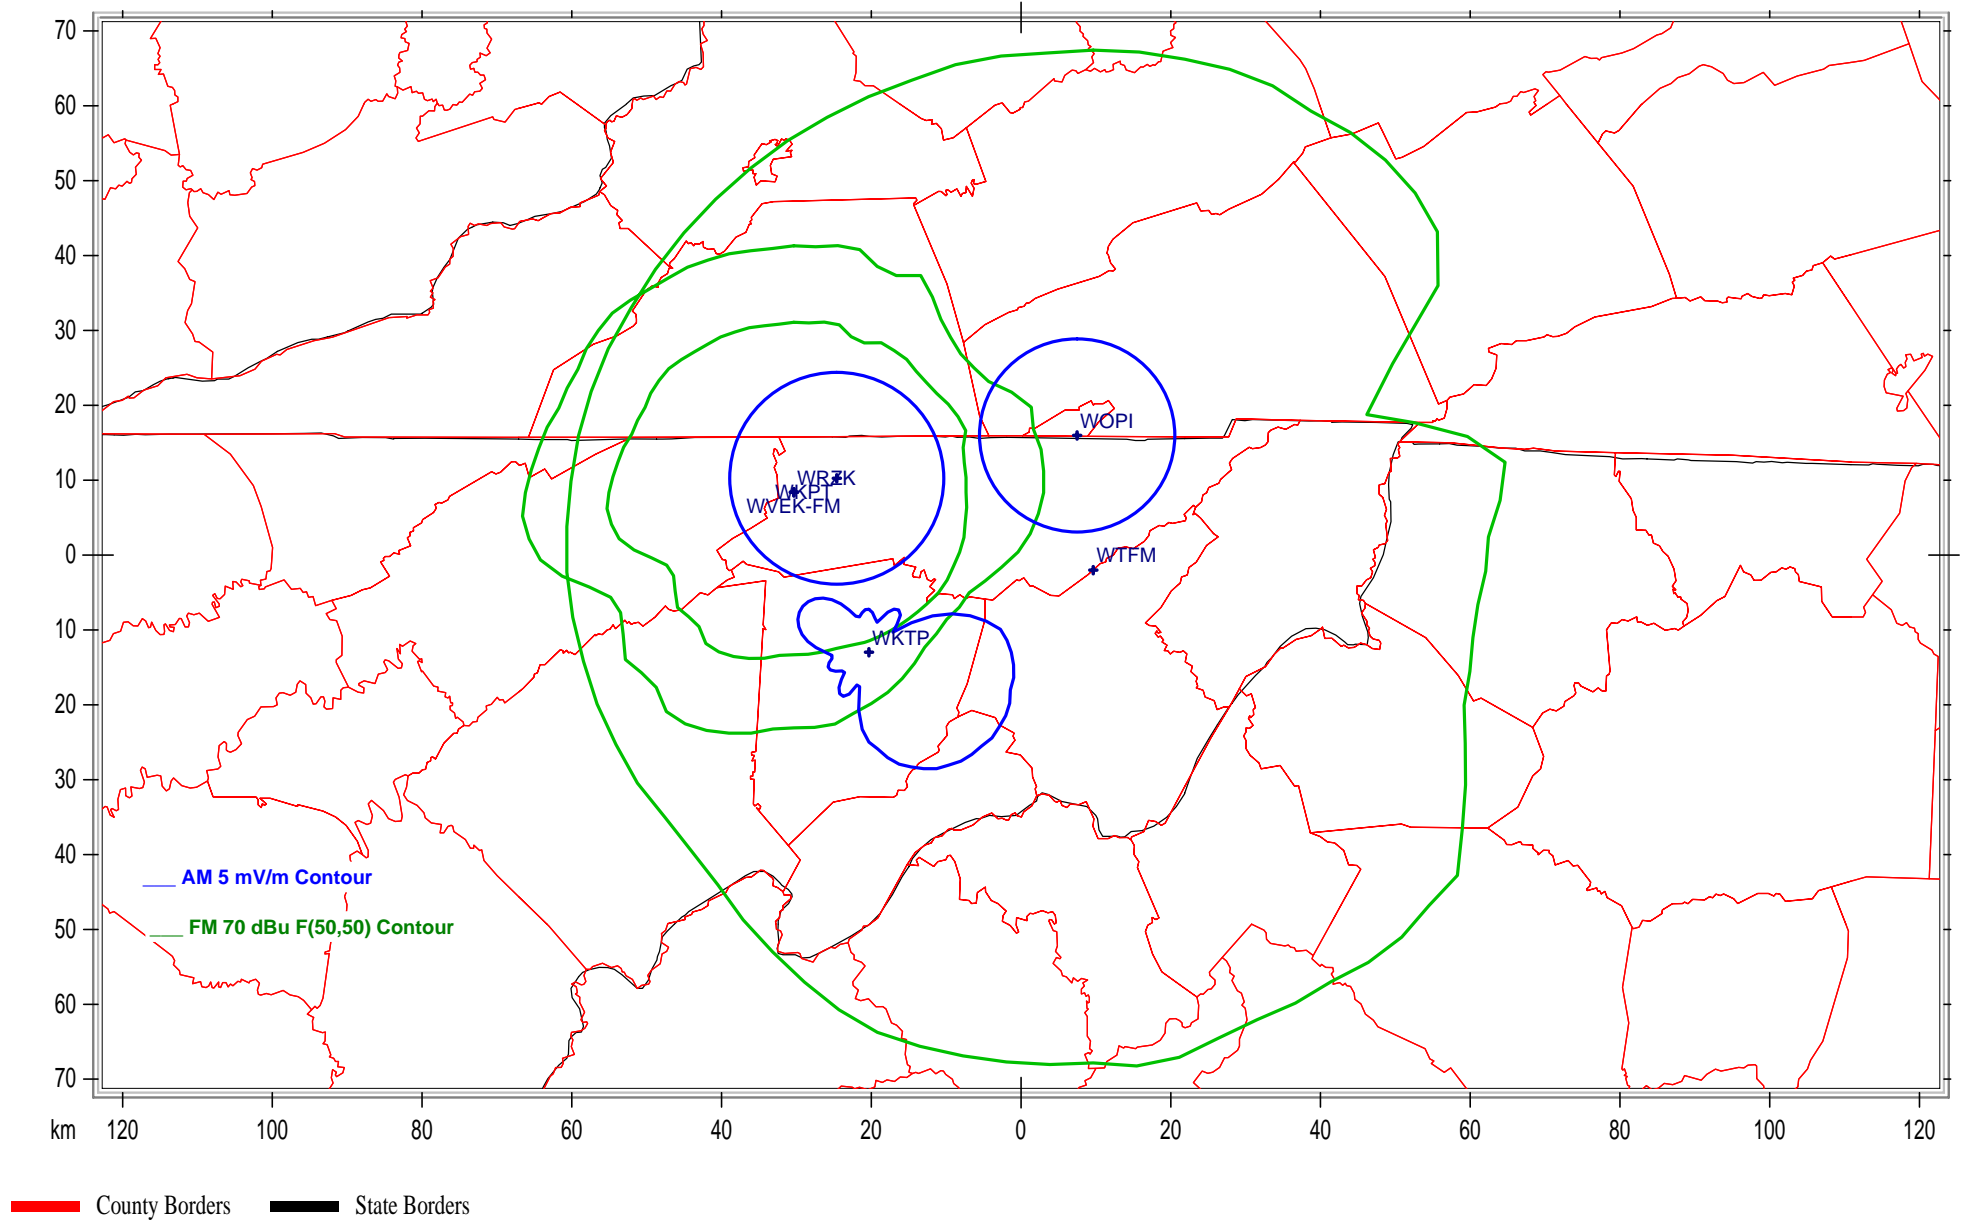 70
60
50
40
30
20
10
0
10
20
30
40
50
60
70
WOPI
WRZK
WKPT
WVEK-FM
WTFM
WKTP
___ AM 5 mV/m Contour
___ FM 70 dBu F(50,50) Contour
km 120 100 80 60 40 20 0 20 40 60 80 100 120
County Borders State Borders